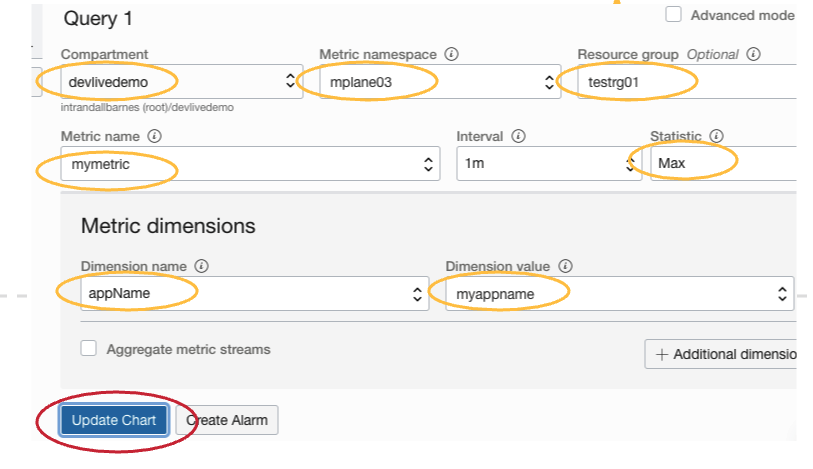 Query 1
Advanced mode
Compartment
Metric namespace
Resource group Optional
devlivedemo
mplane03
testrg01
intrandallbarnes (root)/devlivedemo
Metric name
Interval
Statistic
mymetric
1m
Max
Metric dimensions
Dimension name
Dimension value
appName
myappname
Aggregate metric streams
+ Additional dimensio
Update Chart
Create Alarm